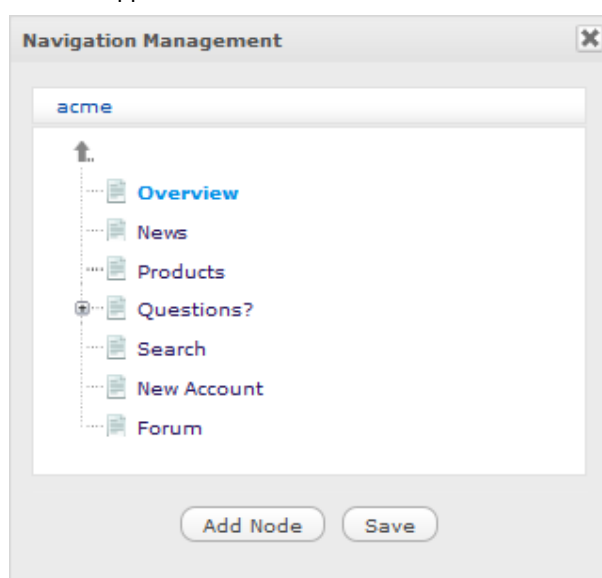 Navigation Management
acme
Overview
News
Products
Questions?
Search
New Account
Forum
Add Node
Save